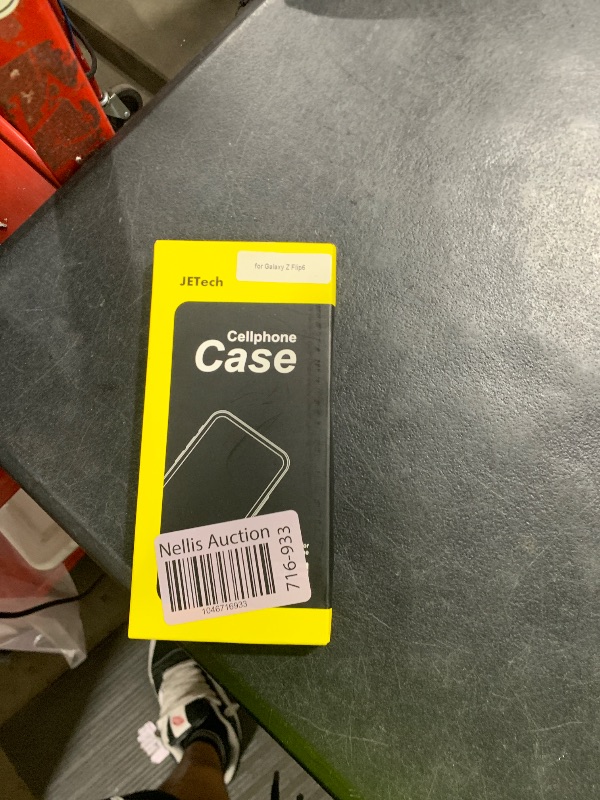 for Galaxy Z Flip6
JETech
Cellphone
Case
Nellis Auction
716-933
1046716933